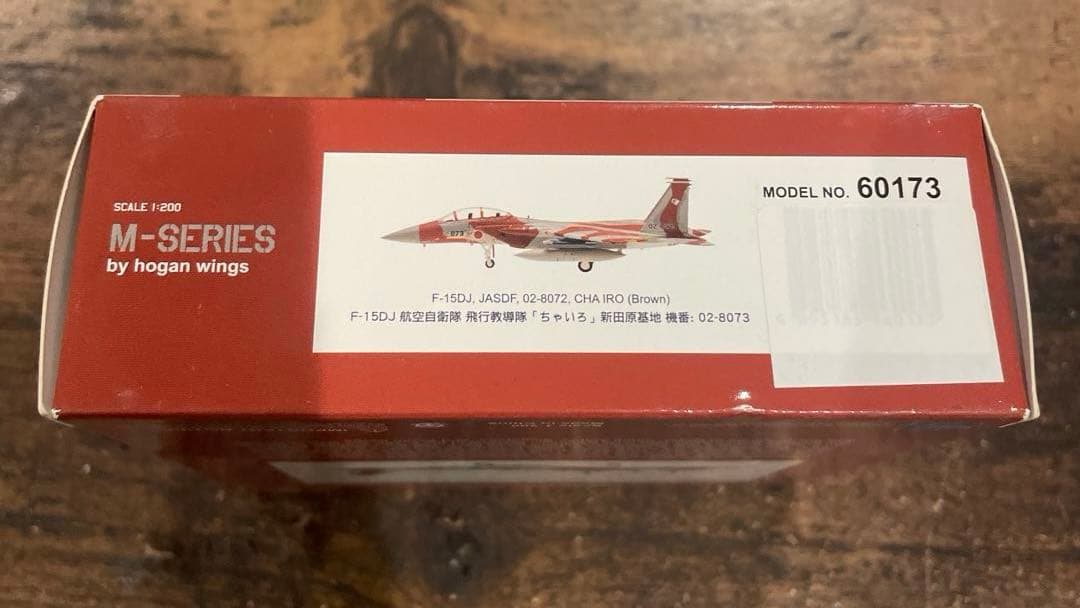 SCALE 1:200
M-SERIES
by hogan wings
MODEL NO. 60173
073
02
F-15DJ, JASDF, 02-8072, CHA IRO (Brown)
F-15DJ 航空自衛隊 飛行教導隊「ちゃいろ」新田原基地 機番: 02-8073